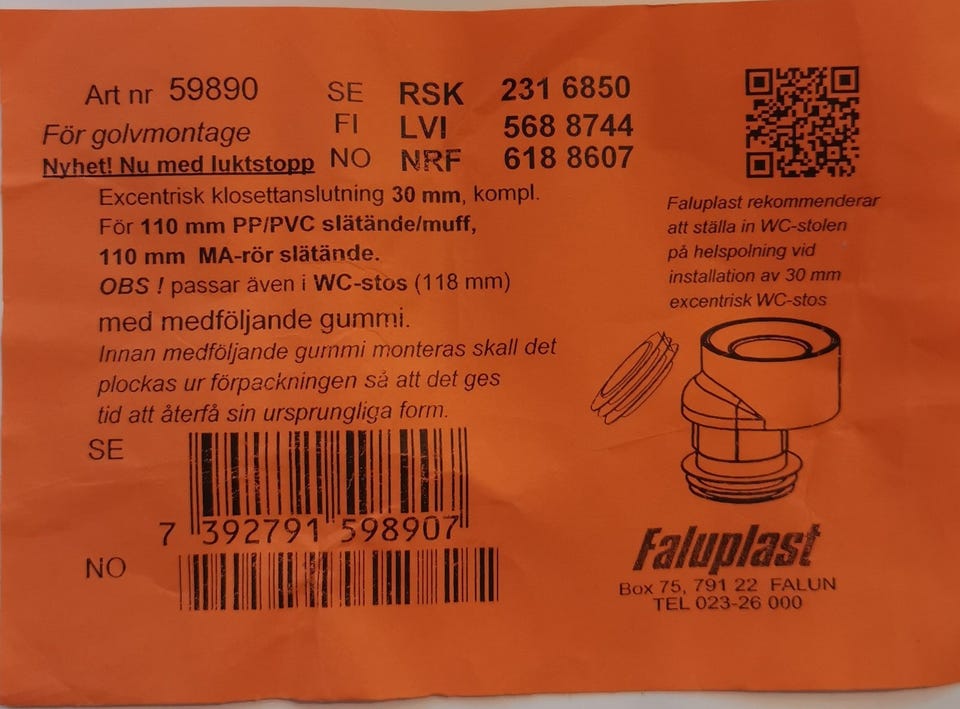 Art nr 59890
SE RSK 231 6850
FI LVI 568 8744
NO NRF 618 8607
För golvmontage
Nyhet! Nu med luktstopp
Excentrisk klosettanslutning 30 mm, kompl.
För 110 mm PP/PVC slätände/muff,
110 mm MA-rör slätände.
OBS ! passar även i WC-stos (118 mm)
med medföljande gummi.
Innan medföljande gummi monteras skall det
plockas ur förpackningen så att det ges
tid att återfå sin ursprungliga form.
SE
7 392791 598907
NO
Faluplast rekommenderar
att ställa in WC-stolen
på helspolning vid
installation av 30 mm
excentrisk WC-stos
Faluplast
Box 75, 791 22 FALUN
TEL 023-26 000